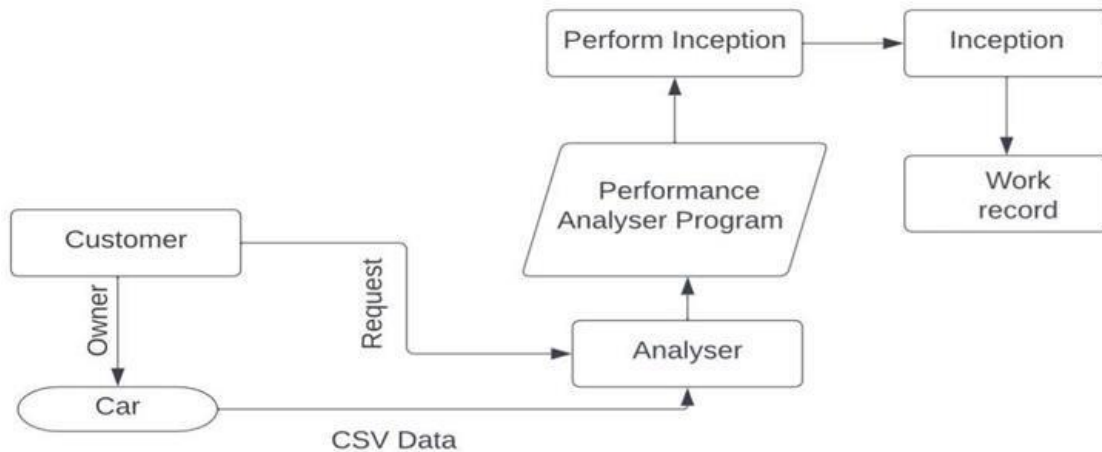 Perform Inception
Inception
Performance
Analyser Program
Work
record
Customer
Owner
Request
Analyser
Car
CSV Data